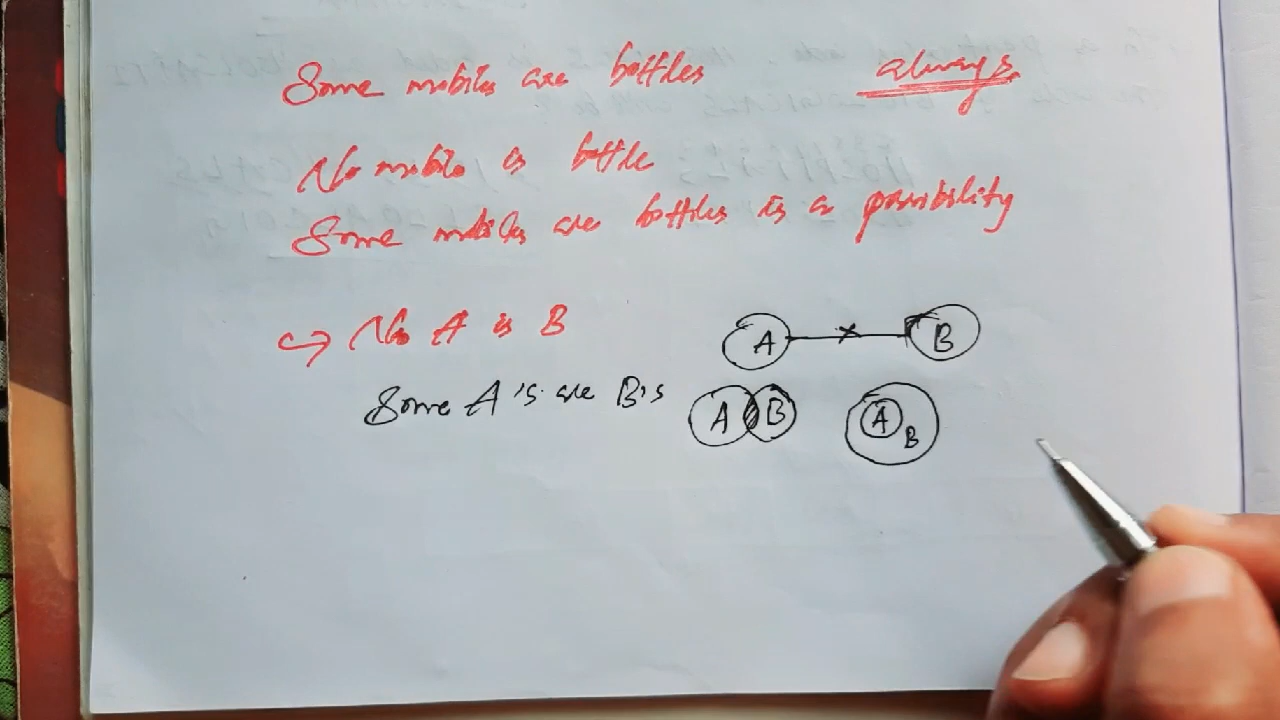 Some mobiles are bottles always
No mobile is bottle
Some mobiles are bottles is a possibility
↪ No A is B
A B
Some A's are B's
A B A B